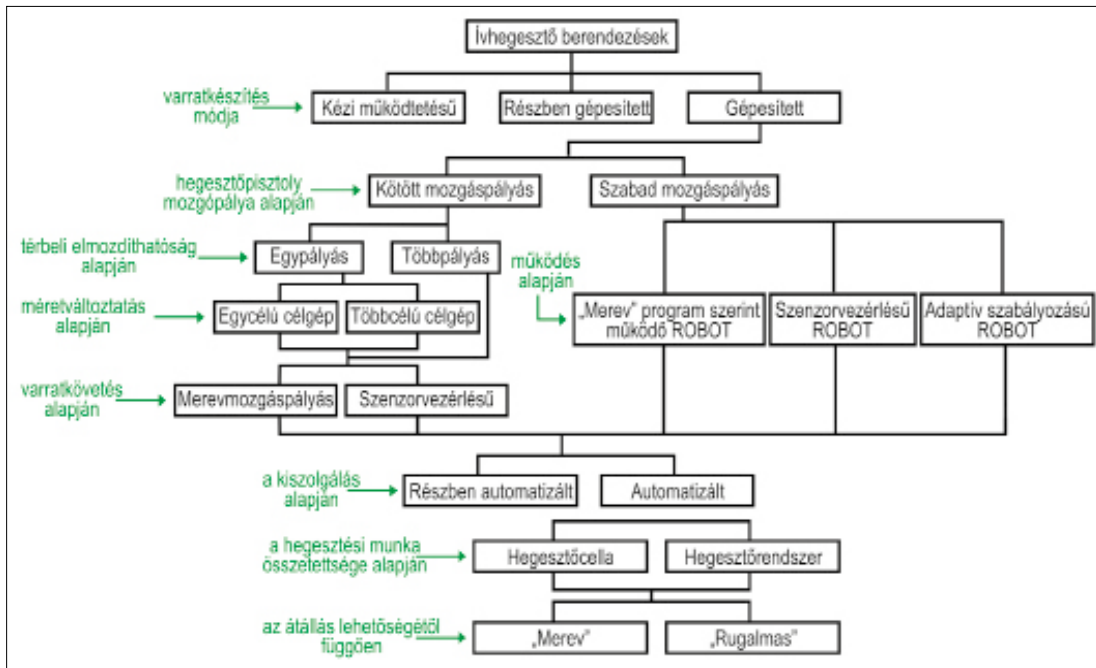 Ívhegesztő berendezések
varratkészítés
módja
Kézi működtetésű
Részben gépesített
Gépesített
hegesztőpisztoly
mozgópálya alapján
Kötött mozgáspályás
Szabad mozgáspályás
térbeli elmozdíthatóság
alapján
Egypályás
Többpályás
működés
alapján
méretváltoztatás
alapján
Egycélú célgép
Többcélú célgép
„Merev” program szerint
működő ROBOT
Szenzorvezérlésű
ROBOT
Adaptív szabályozású
ROBOT
varratkövetés
alapján
Merevmozgáspályás
Szenzorvezérlésű
a kiszolgálás
alapján
Részben automatizált
Automatizált
a hegesztési munka
összetettsége alapján
Hegesztőcella
Hegesztőrendszer
az átállás lehetőségétől
függően
„Merev”
„Rugalmas”